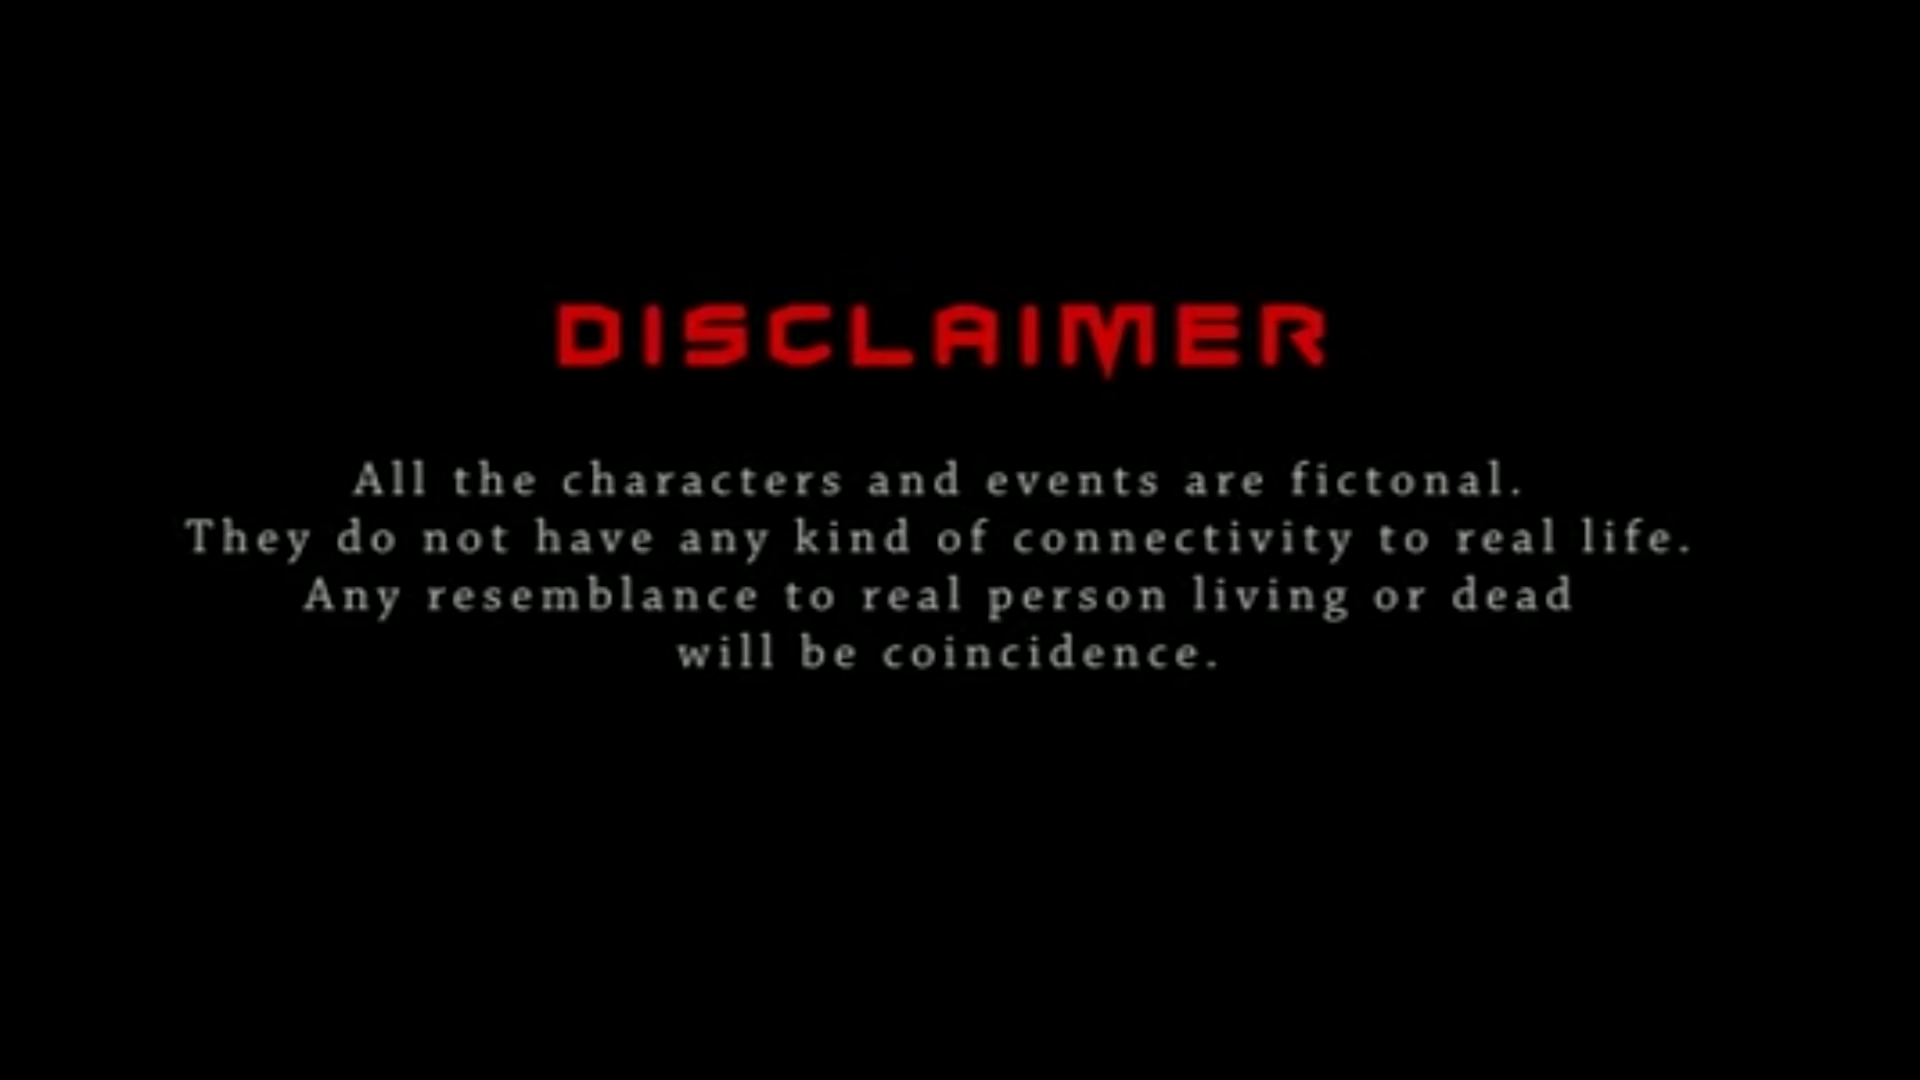 DISCLAIMER
All the characters and events are fictonal.
They do not have any kind of connectivity to real life.
Any resemblance to real person living or dead
will be coincidence.